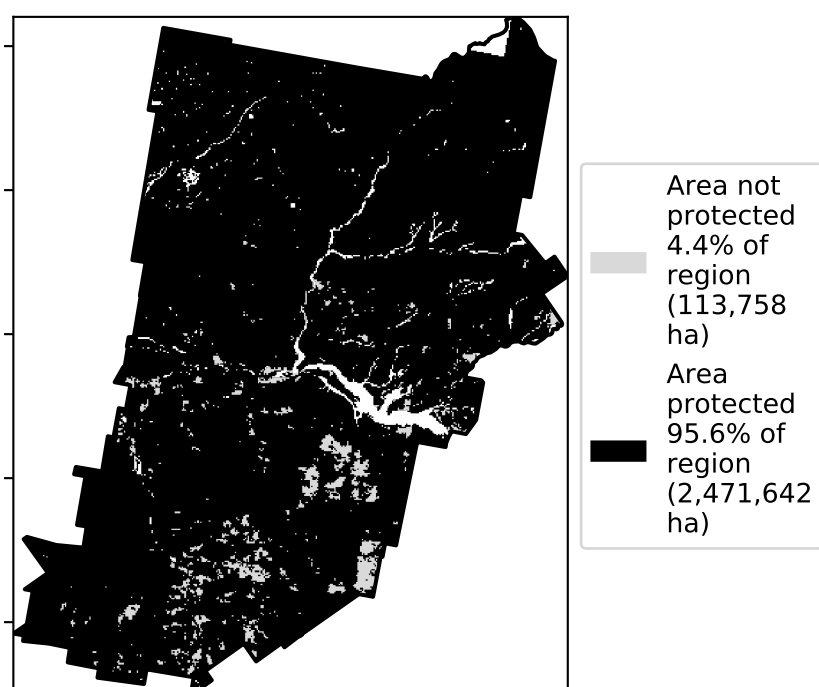 Area not
protected
4.4% of
region
(113,758
ha)
Area
protected
95.6% of
region
(2,471,642
ha)